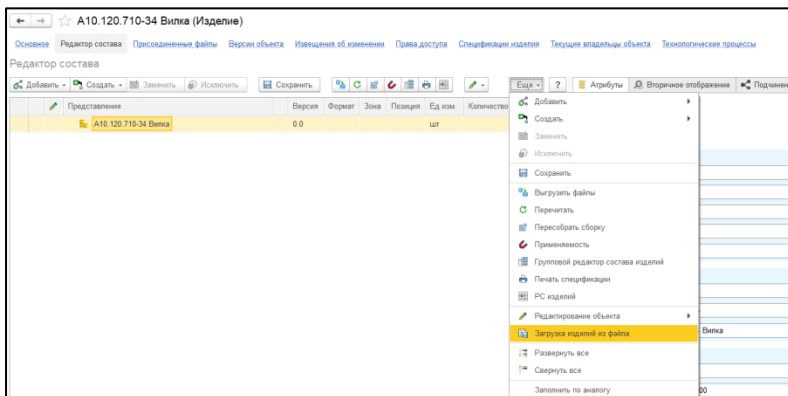 А10.120.710-34 Вилка (Изделие)
Основное Редактор состава Присоединенные файлы Версии объекта Извещения об изменении Права доступа Спецификации изделия Текущие владельцы объекта Технологические процессы
Редактор состава
Добавить Создать Заменить Исключить Сохранить Еще ? Атрибуты Вторичное отображение Подчинен
Представление Версия Формат Зона Позиция Ед.изм. Количество
А10.120.710-34 Вилка 0.0 шт
Добавить
Создать
Заменить
Исключить
Сохранить
Выгрузить файлы
Перечитать
Пересобрать сборку
Применяемость
Групповой редактор состава изделий
Печать спецификации
РС изделий
Редактирование объекта
Загрузка изделий из файла
Вилка
Развернуть все
Свернуть все
Заполнить по аналогу
00